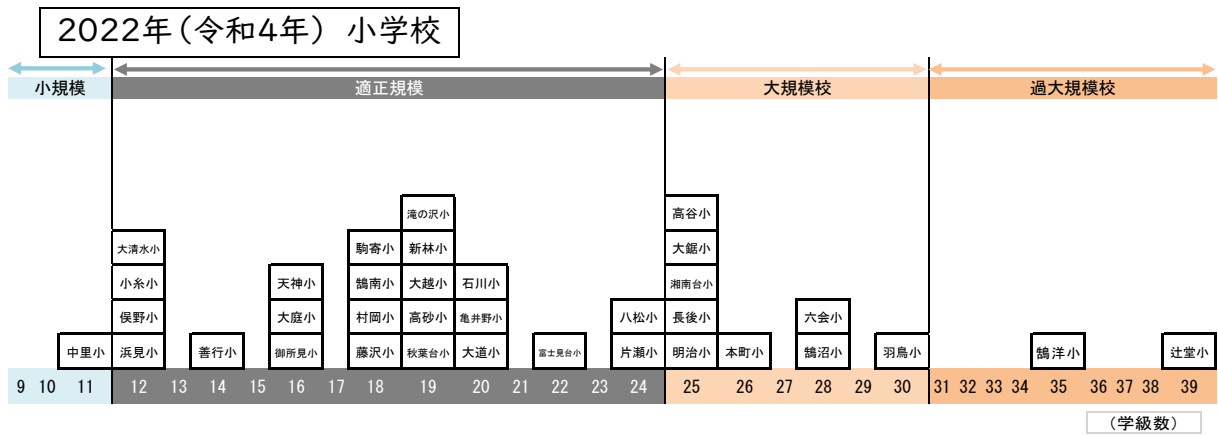 2022年(令和4年) 小学校
小規模 適正規模 大規模校 過大規模校
滝の沢小 高谷小
大清水小 駒寄小 新林小 大鋸小
小糸小 天神小 鵠南小 大越小 石川小 湘南台小
俣野小 大庭小 村岡小 高砂小 亀井野小 八松小 長後小 六会小
中里小 浜見小 善行小 御所見小 藤沢小 秋葉台小 大道小 富士見台小 片瀬小 明治小 本町小 鵠沼小 羽鳥小 鵠洋小 辻堂小
9 10 11 12 13 14 15 16 17 18 19 20 21 22 23 24 25 26 27 28 29 30 31 32 33 34 35 36 37 38 39
(学級数)